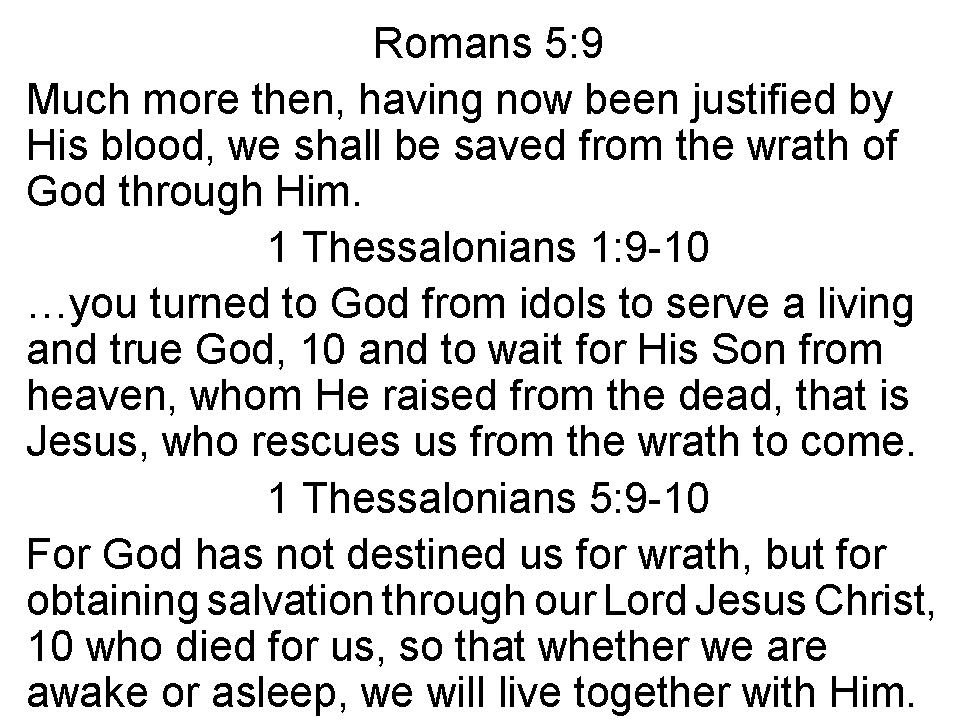 Romans 5:9
Much more then, having now been justified by
His blood, we shall be saved from the wrath of
God through Him.
1 Thessalonians 1:9-10
…you turned to God from idols to serve a living
and true God, 10 and to wait for His Son from
heaven, whom He raised from the dead, that is
Jesus, who rescues us from the wrath to come.
1 Thessalonians 5:9-10
For God has not destined us for wrath, but for
obtaining salvation through our Lord Jesus Christ,
10 who died for us, so that whether we are
awake or asleep, we will live together with Him.